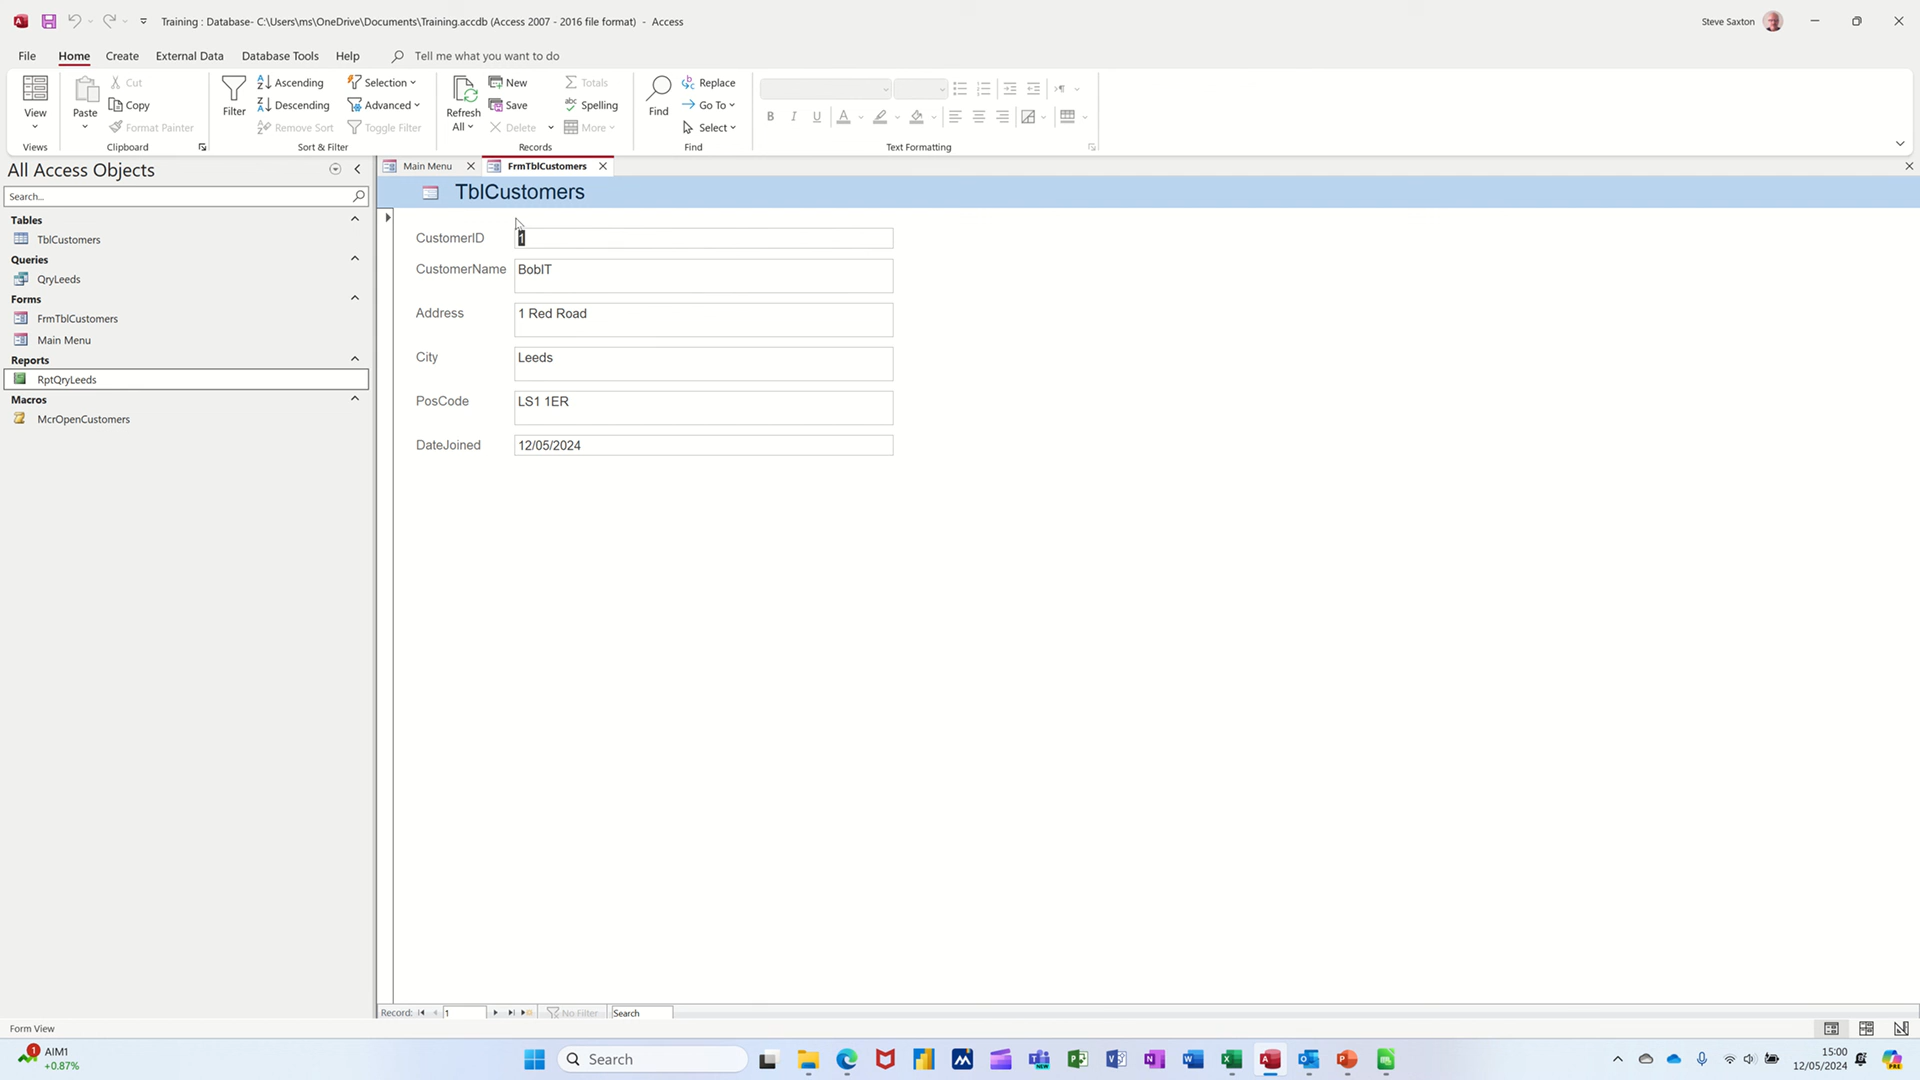 Training : Database- C:\Users\ms\OneDrive\Documents\Training.accdb (Access 2007 - 2016 file format) - Access
Steve Saxton
File Home Create External Data Database Tools Help Tell me what you want to do
View
Views
Paste
Cut
Copy
Format Painter
Clipboard
Filter
Ascending
Descending
Remove Sort
Selection
Advanced
Toggle Filter
Sort & Filter
Refresh
All
New
Save
Delete
Totals
Spelling
More
Records
Find
Replace
Go To
Select
Find
B I U
Text Formatting
All Access Objects
Search...
Tables
TblCustomers
Queries
QryLeeds
Forms
FrmTblCustomers
Main Menu
Reports
RptQryLeeds
Macros
McrOpenCustomers
Main Menu
FrmTblCustomers
TblCustomers
CustomerID 1
CustomerName BobIT
Address 1 Red Road
City Leeds
PosCode LS1 1ER
DateJoined 12/05/2024
Record: 1 No Filter Search
Form View
1
AIM1
+0.87%
Search
NEW
15:00
12/05/2024
PRE